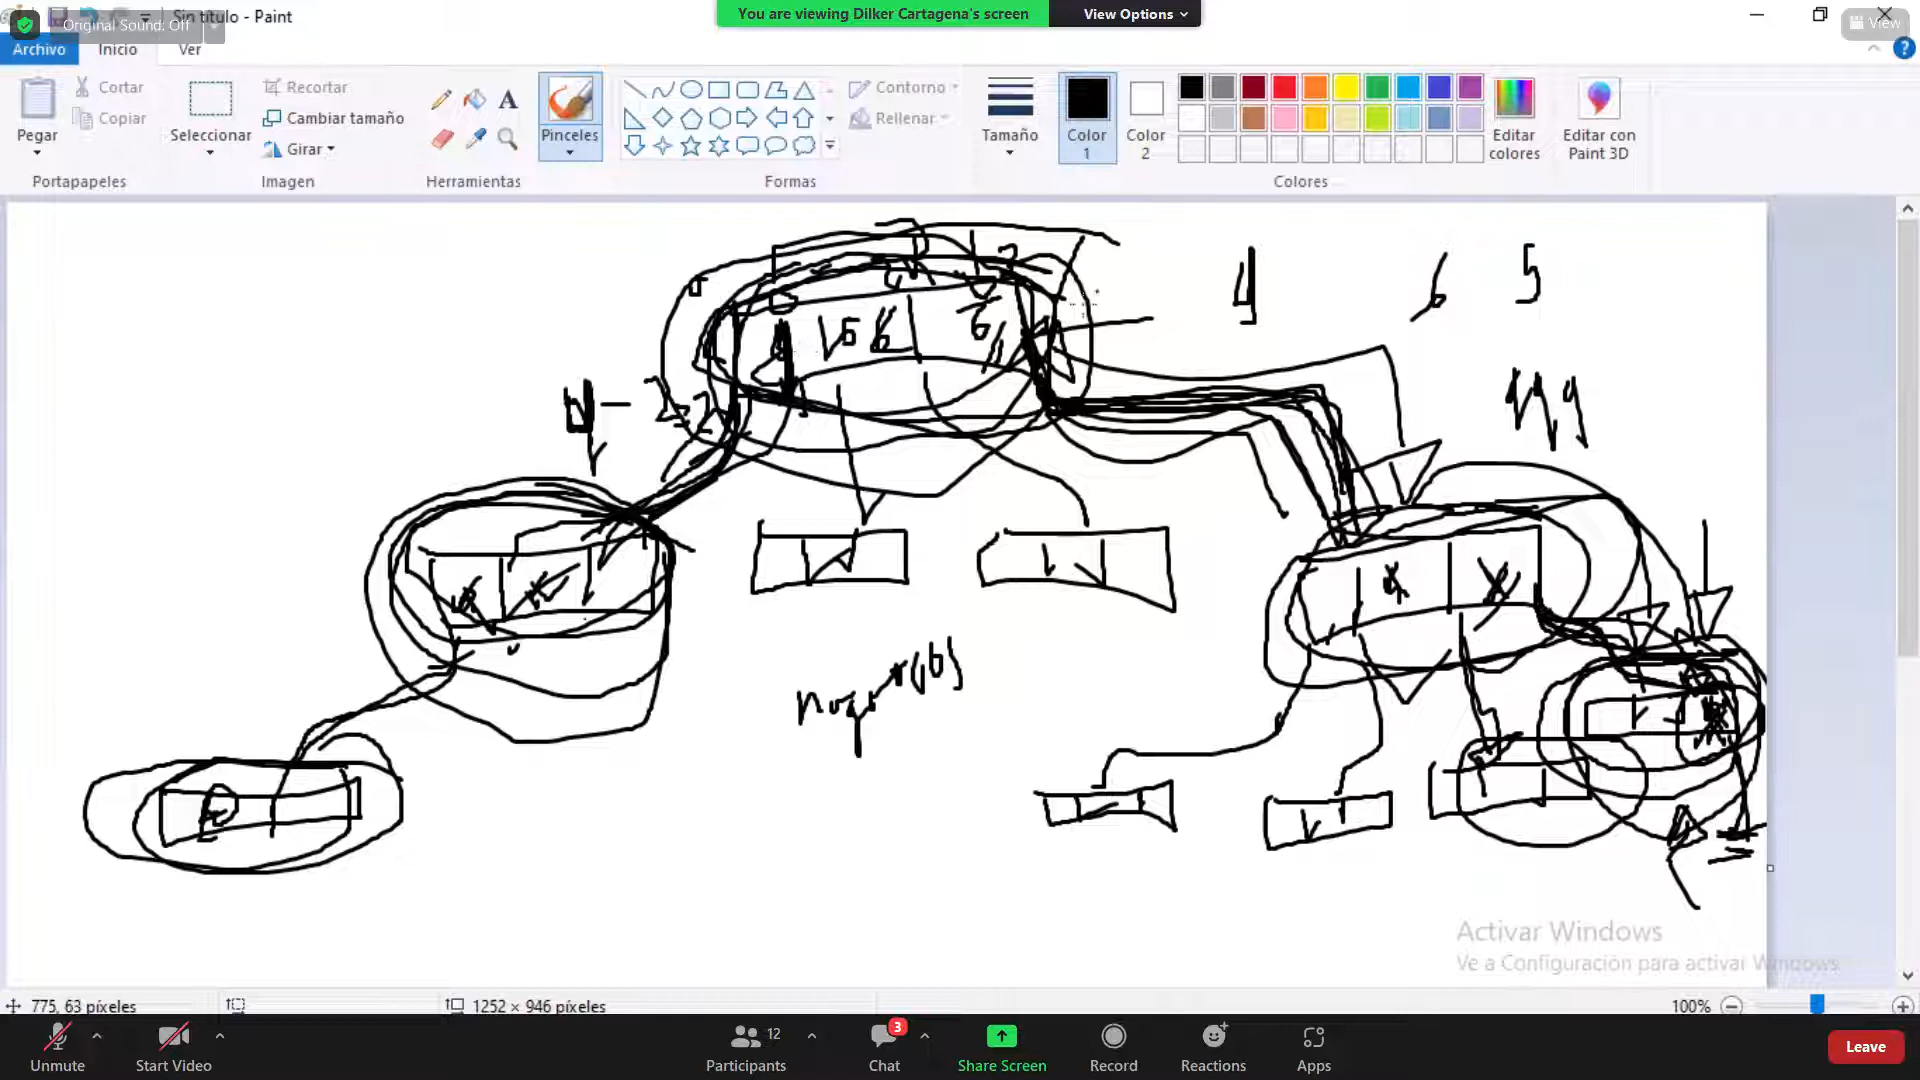 Original Sound: Off
Sin título - Paint
You are viewing Dilker Cartagena's screen
View Options
View
Archivo
Inicio
Ver
Pegar
Cortar
Copiar
Portapapeles
Seleccionar
Recortar
Cambiar tamaño
Girar
Imagen
Herramientas
Pinceles
Contorno
Rellenar
Formas
Tamaño
Color 1
Color 2
Editar colores
Editar con Paint 3D
Colores
6 5
Activar Windows
Ve a Configuración para activar Windows
775, 63 píxeles
1252 × 946 píxeles
100%
Unmute
Start Video
12
Participants
3
Chat
Share Screen
Record
Reactions
Apps
Leave